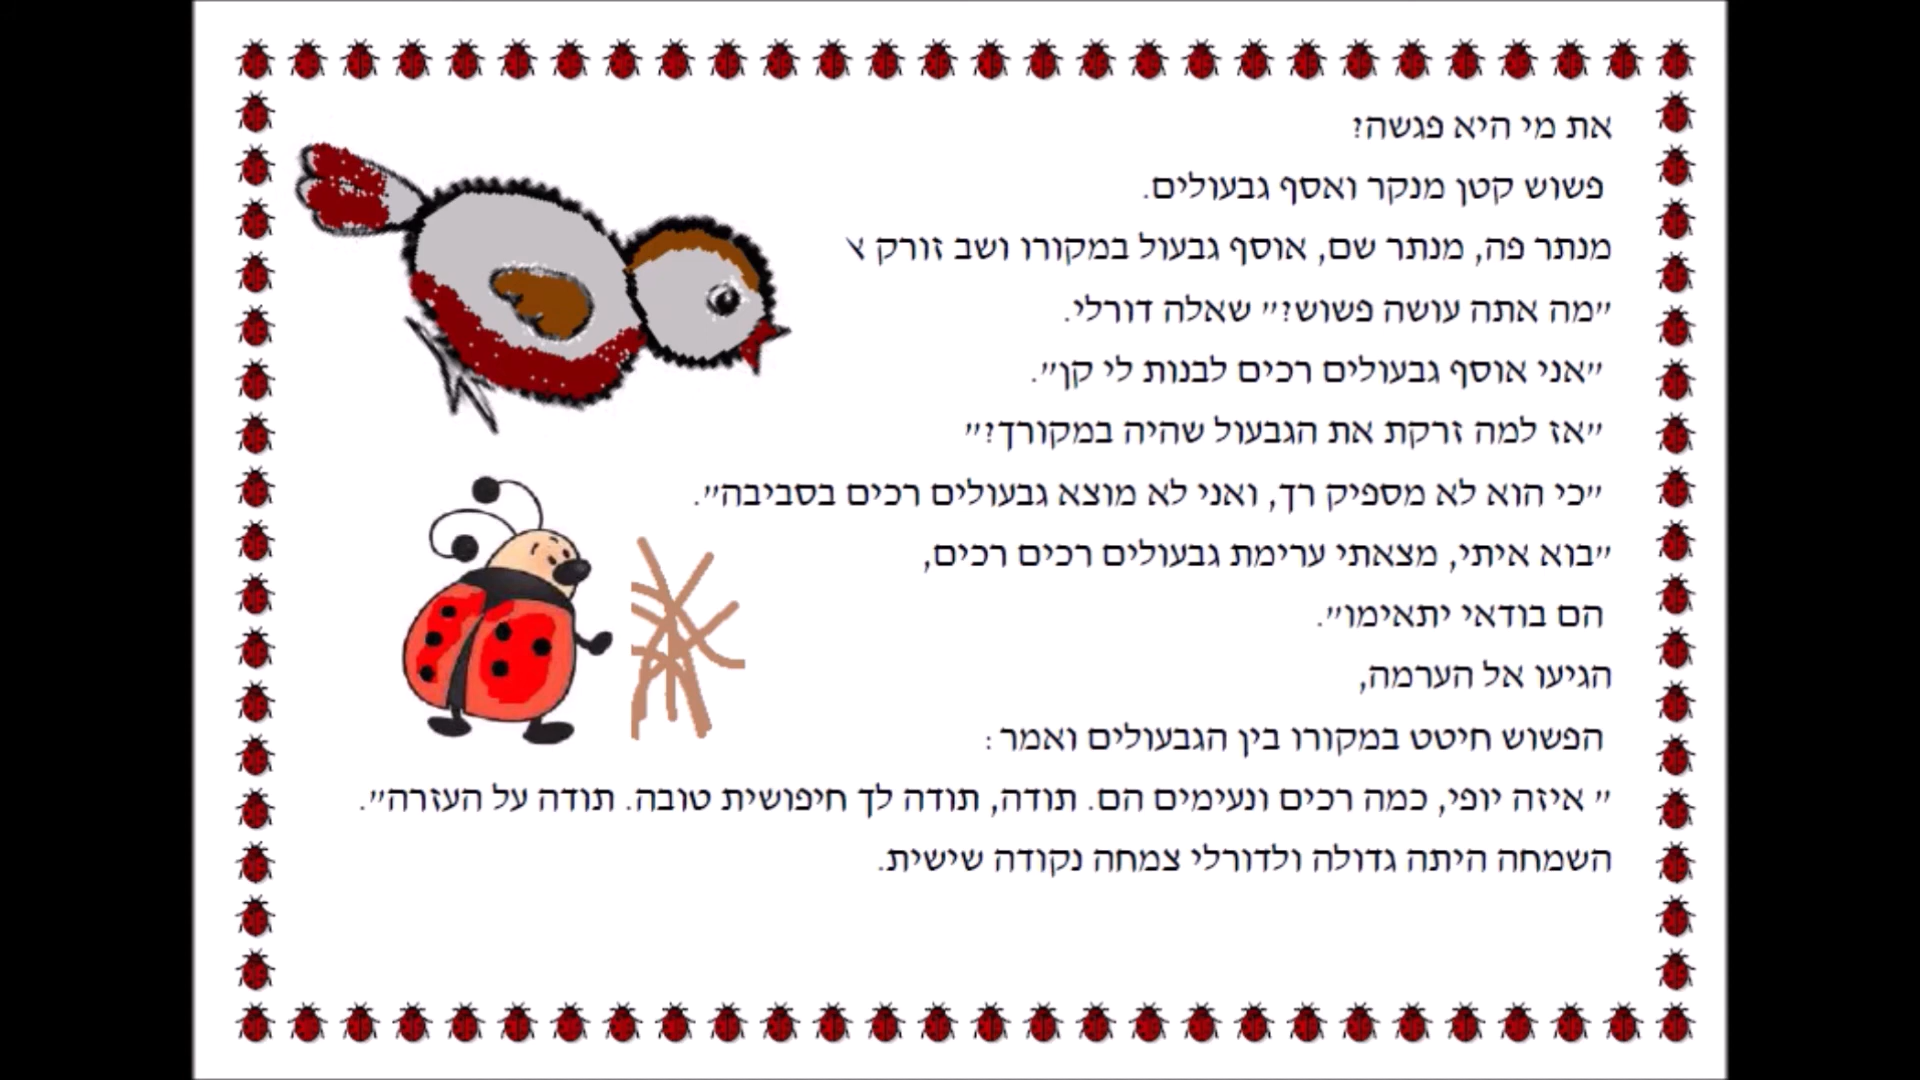 את מי היא פגשה?
פשוש קטן מנקר ואסף גבעולים.
מנתר פה, מנתר שם, אוסף גבעול במקורו ושב זורק
"מה אתה עושה פשוש?" שאלה דורלי.
"אני אוסף גבעולים רכים לבנות לי קן".
"אז למה זרקת את הגבעול שהיה במקורך?"
"כי הוא לא מספיק רך, ואני לא מוצא גבעולים רכים בסביבה".
"בוא איתי, מצאתי ערימת גבעולים רכים רכים,
הם בודאי יתאימו".
הגיעו אל הערמה,
הפשוש חיטט במקורו בין הגבעולים ואמר:
" איזה יופי, כמה רכים ונעימים הם. תודה, תודה לך חיפושית טובה. תודה על העזרה".
השמחה היתה גדולה ולדורלי צמחה נקודה שישית.